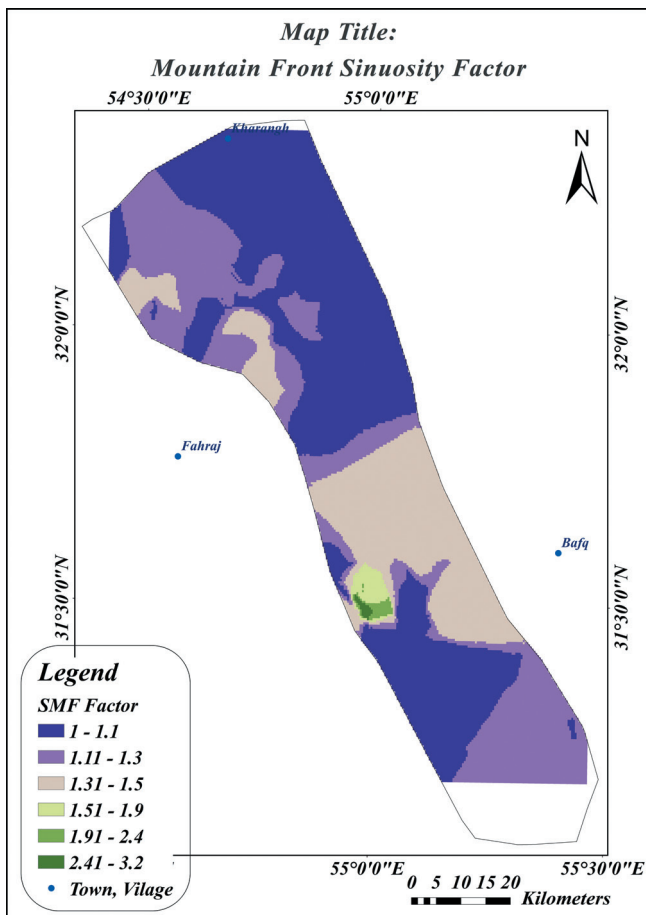 Map Title:
Mountain Front Sinuosity Factor
54°30'0"E
55°0'0"E
Kharangh
N
32°0'0"N
32°0'0"N
Fahraj
Bafq
31°30'0"N
31°30'0"N
Legend
SMF Factor
1 - 1.1
1.11 - 1.3
1.31 - 1.5
1.51 - 1.9
1.91 - 2.4
2.41 - 3.2
Town, Vilage
55°0'0"E
55°30'0"E
0 5 10 15 20
Kilometers